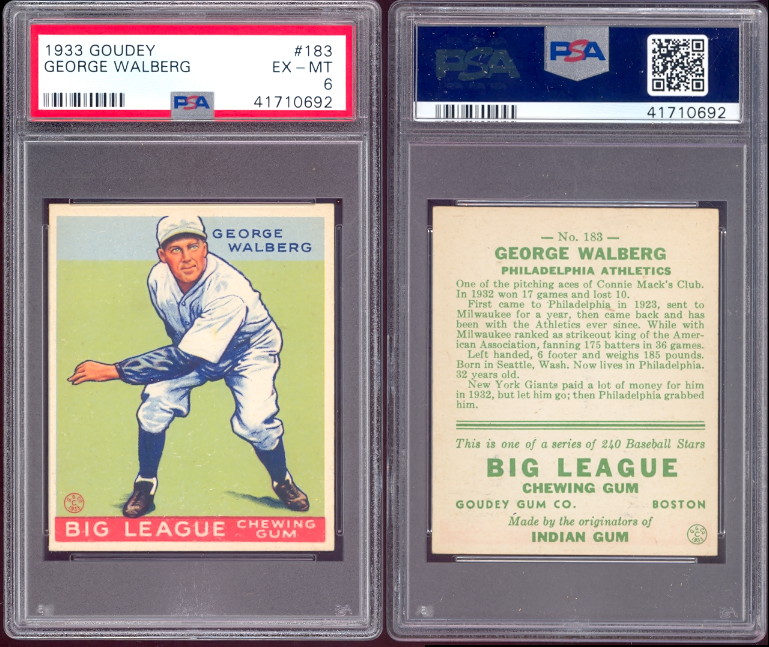 1933 GOUDEY #183
GEORGE WALBERG EX - MT
6
PSA 41710692
GEORGE
WALBERG
BIG LEAGUE CHEWING GUM
PSA PSA
41710692
— No. 183 —
GEORGE WALBERG
PHILADELPHIA ATHLETICS
One of the pitching aces of Connie Mack's Club.
In 1932 won 17 games and lost 10.
First came to Philadelphia in 1923, sent to
Milwaukee for a year, then came back and has
been with the Athletics ever since. While with
Milwaukee ranked as strikeout king of the Amer-
ican Association, fanning 175 batters in 36 games.
Left handed, 6 footer and weighs 185 pounds.
Born in Seattle, Wash. Now lives in Philadelphia.
32 years old.
New York Giants paid a lot of money for him
in 1932, but let him go; then Philadelphia grabbed
him.
This is one of a series of 240 Baseball Stars
BIG LEAGUE
CHEWING GUM
GOUDEY GUM CO. BOSTON
Made by the originators of
INDIAN GUM